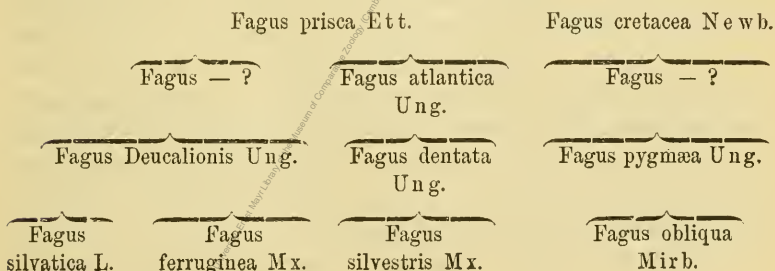 Fagus prisca Ett. Fagus cretacea Newb.
Fagus — ? Fagus atlantica Fagus — ?
Ung.
Fagus Deucalionis Ung. Fagus dentata Fagus pygmæa Ung.
Ung.
Fagus Fagus Fagus Fagus obliqua
silvatica L. ferruginea Mx. silvestris Mx. Mirb.